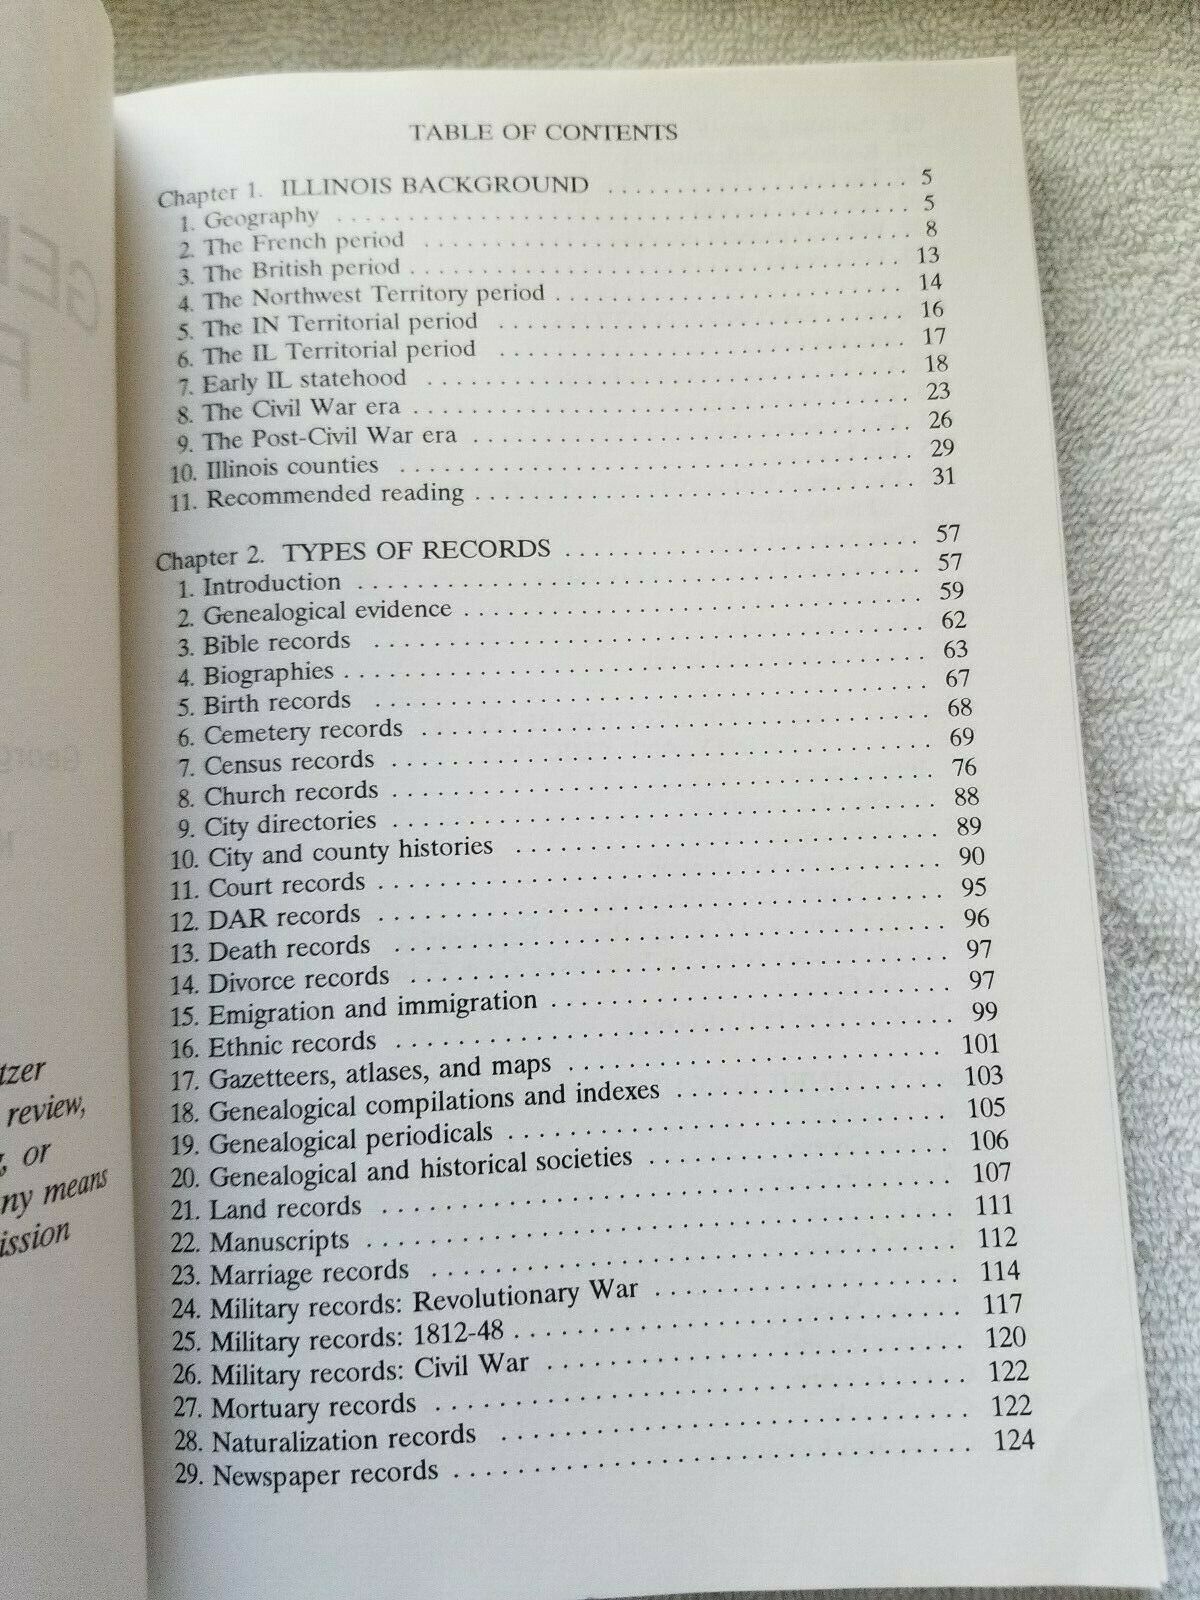 tzer
review,
or
ny means
ission
TABLE OF CONTENTS
Chapter 1. ILLINOIS BACKGROUND . . . . . . . . . . . . . . . . . . . . . . 5
1. Geography . . . . . . . . . . . . . . . . . . . . . . 5
2. The French period . . . . . . . . . . . . . . . . . . . . . . 8
3. The British period . . . . . . . . . . . . . . . . . . . . . . 13
4. The Northwest Territory period . . . . . . . . . . . . . . . . . . . . . . 14
5. The IN Territorial period . . . . . . . . . . . . . . . . . . . . . . 16
6. The IL Territorial period . . . . . . . . . . . . . . . . . . . . . . 17
7. Early IL statehood . . . . . . . . . . . . . . . . . . . . . . 18
8. The Civil War era . . . . . . . . . . . . . . . . . . . . . . 23
9. The Post-Civil War era . . . . . . . . . . . . . . . . . . . . . . 26
10. Illinois counties . . . . . . . . . . . . . . . . . . . . . . 29
11. Recommended reading . . . . . . . . . . . . . . . . . . . . . . 31
Chapter 2. TYPES OF RECORDS . . . . . . . . . . . . . . . . . . . . . . 57
1. Introduction . . . . . . . . . . . . . . . . . . . . . . 57
2. Genealogical evidence . . . . . . . . . . . . . . . . . . . . . . 59
3. Bible records . . . . . . . . . . . . . . . . . . . . . . 62
4. Biographies . . . . . . . . . . . . . . . . . . . . . . 63
5. Birth records . . . . . . . . . . . . . . . . . . . . . . 67
6. Cemetery records . . . . . . . . . . . . . . . . . . . . . . 68
7. Census records . . . . . . . . . . . . . . . . . . . . . . 69
8. Church records . . . . . . . . . . . . . . . . . . . . . . 76
9. City directories . . . . . . . . . . . . . . . . . . . . . . 88
10. City and county histories . . . . . . . . . . . . . . . . . . . . . . 89
11. Court records . . . . . . . . . . . . . . . . . . . . . . 90
12. DAR records . . . . . . . . . . . . . . . . . . . . . . 95
13. Death records . . . . . . . . . . . . . . . . . . . . . . 96
14. Divorce records . . . . . . . . . . . . . . . . . . . . . . 97
15. Emigration and immigration . . . . . . . . . . . . . . . . . . . . . . 97
16. Ethnic records . . . . . . . . . . . . . . . . . . . . . . 99
17. Gazetteers, atlases, and maps . . . . . . . . . . . . . . . . . . . . . . 101
18. Genealogical compilations and indexes . . . . . . . . . . . . . . . . . . 103
19. Genealogical periodicals . . . . . . . . . . . . . . . . . . . . . . 105
20. Genealogical and historical societies . . . . . . . . . . . . . . . . . . 106
21. Land records . . . . . . . . . . . . . . . . . . . . . . 107
22. Manuscripts . . . . . . . . . . . . . . . . . . . . . . 111
23. Marriage records . . . . . . . . . . . . . . . . . . . . . . 112
24. Military records: Revolutionary War . . . . . . . . . . . . . . . . . . 114
25. Military records: 1812-48 . . . . . . . . . . . . . . . . . . . . . . 117
26. Military records: Civil War . . . . . . . . . . . . . . . . . . . . . . 120
27. Mortuary records . . . . . . . . . . . . . . . . . . . . . . 122
28. Naturalization records . . . . . . . . . . . . . . . . . . . . . . 122
29. Newspaper records . . . . . . . . . . . . . . . . . . . . . . 124